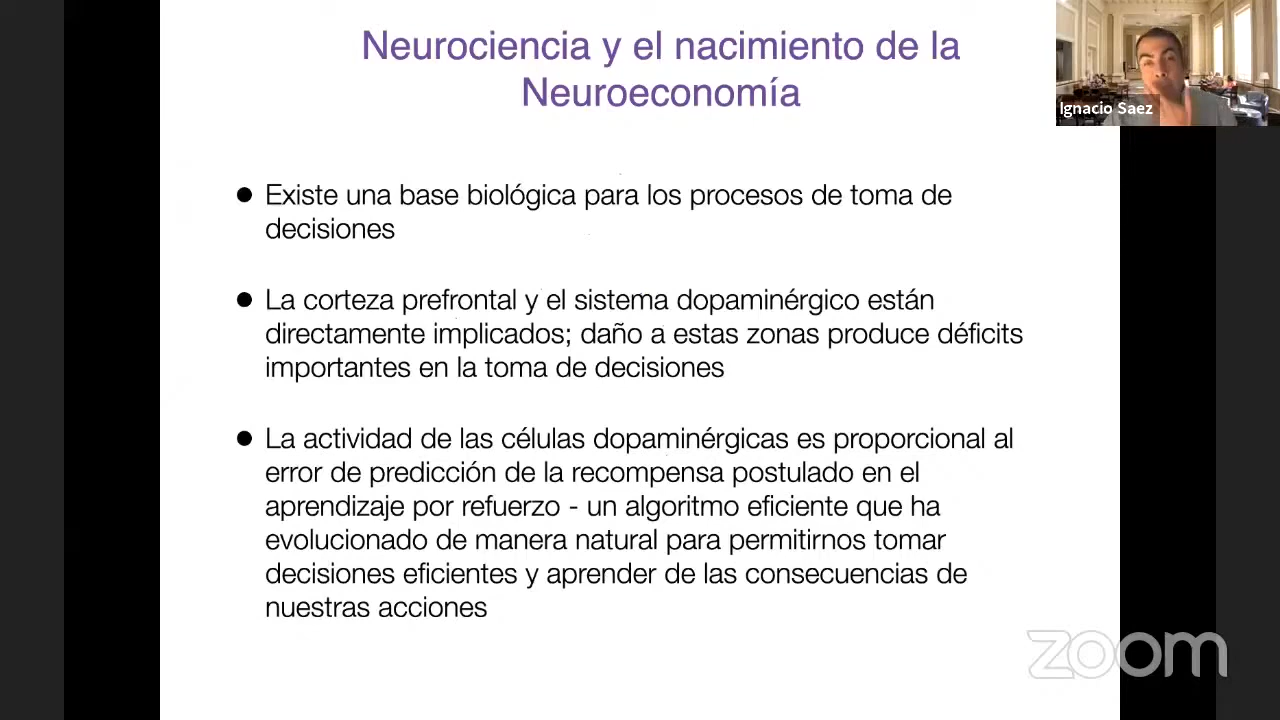 Neurociencia y el nacimiento de la
Neuroeconomía
Ignacio Saez
● Existe una base biológica para los procesos de toma de
decisiones
● La corteza prefrontal y el sistema dopaminérgico están
directamente implicados; daño a estas zonas produce déficits
importantes en la toma de decisiones
● La actividad de las células dopaminérgicas es proporcional al
error de predicción de la recompensa postulado en el
aprendizaje por refuerzo - un algoritmo eficiente que ha
evolucionado de manera natural para permitirnos tomar
decisiones eficientes y aprender de las consecuencias de
nuestras acciones
zoom